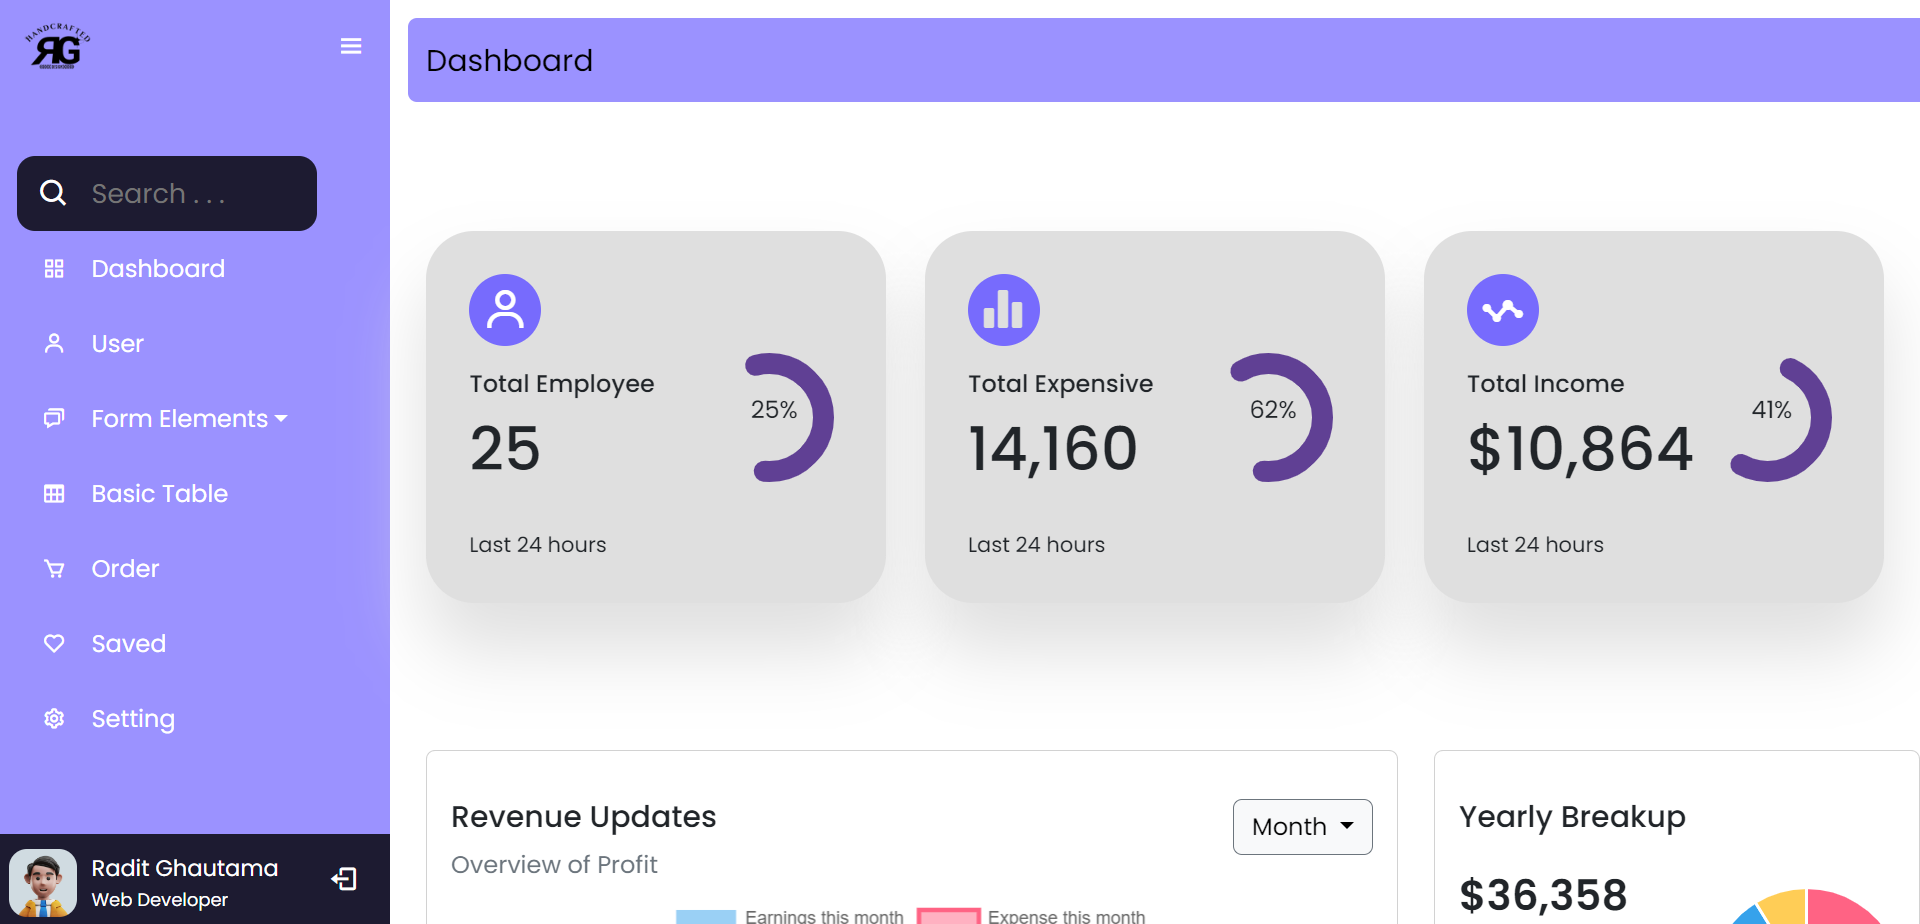 HANDCRAFTED
RG
Search . . .
Dashboard
User
Form Elements
Basic Table
Order
Saved
Setting
Radit Ghautama
Web Developer
Dashboard
Total Employee
25
25%
Last 24 hours
Total Expensive
14,160
62%
Last 24 hours
Total Income
$10,864
41%
Last 24 hours
Revenue Updates
Overview of Profit
Month
Earnings this month
Expense this month
Yearly Breakup
$36,358